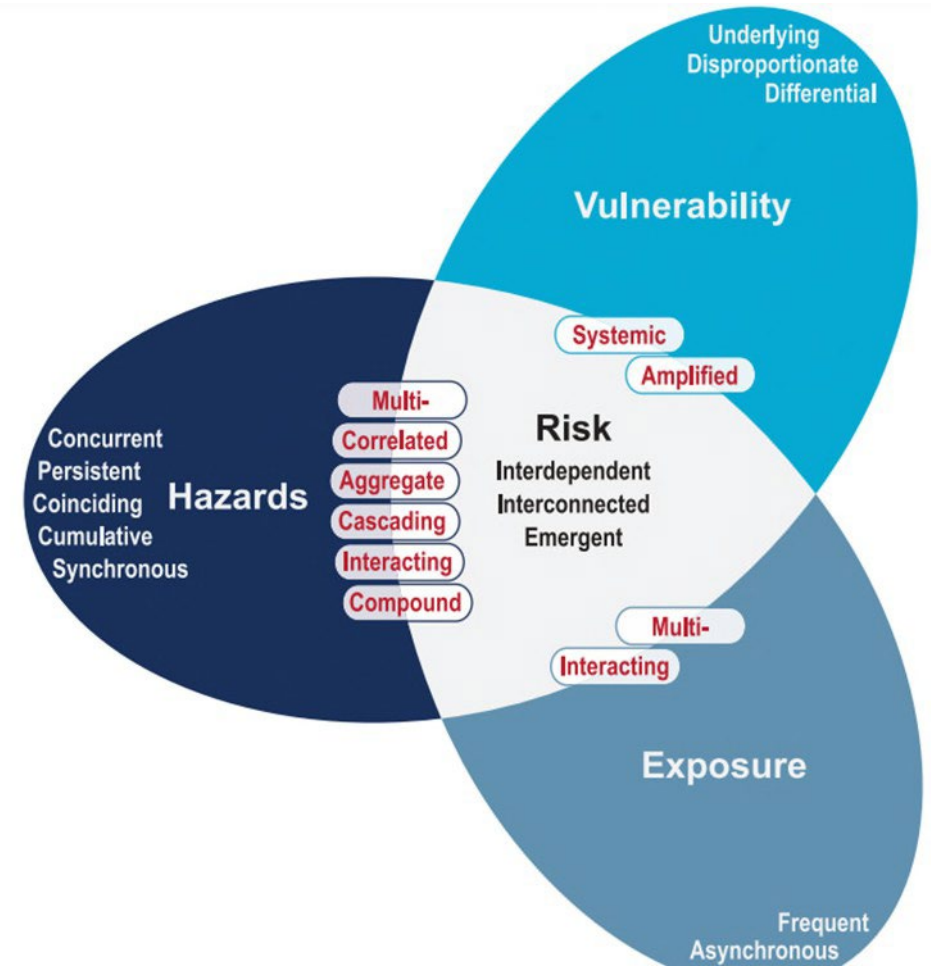 Underlying
Disproportionate
Differential
Vulnerability
Systemic
Amplified
Concurrent
Persistent
Coinciding
Cumulative
Synchronous
Hazards
Multi-
Correlated
Aggregate
Cascading
Interacting
Compound
Risk
Interdependent
Interconnected
Emergent
Multi-
Interacting
Exposure
Frequent
Asynchronous